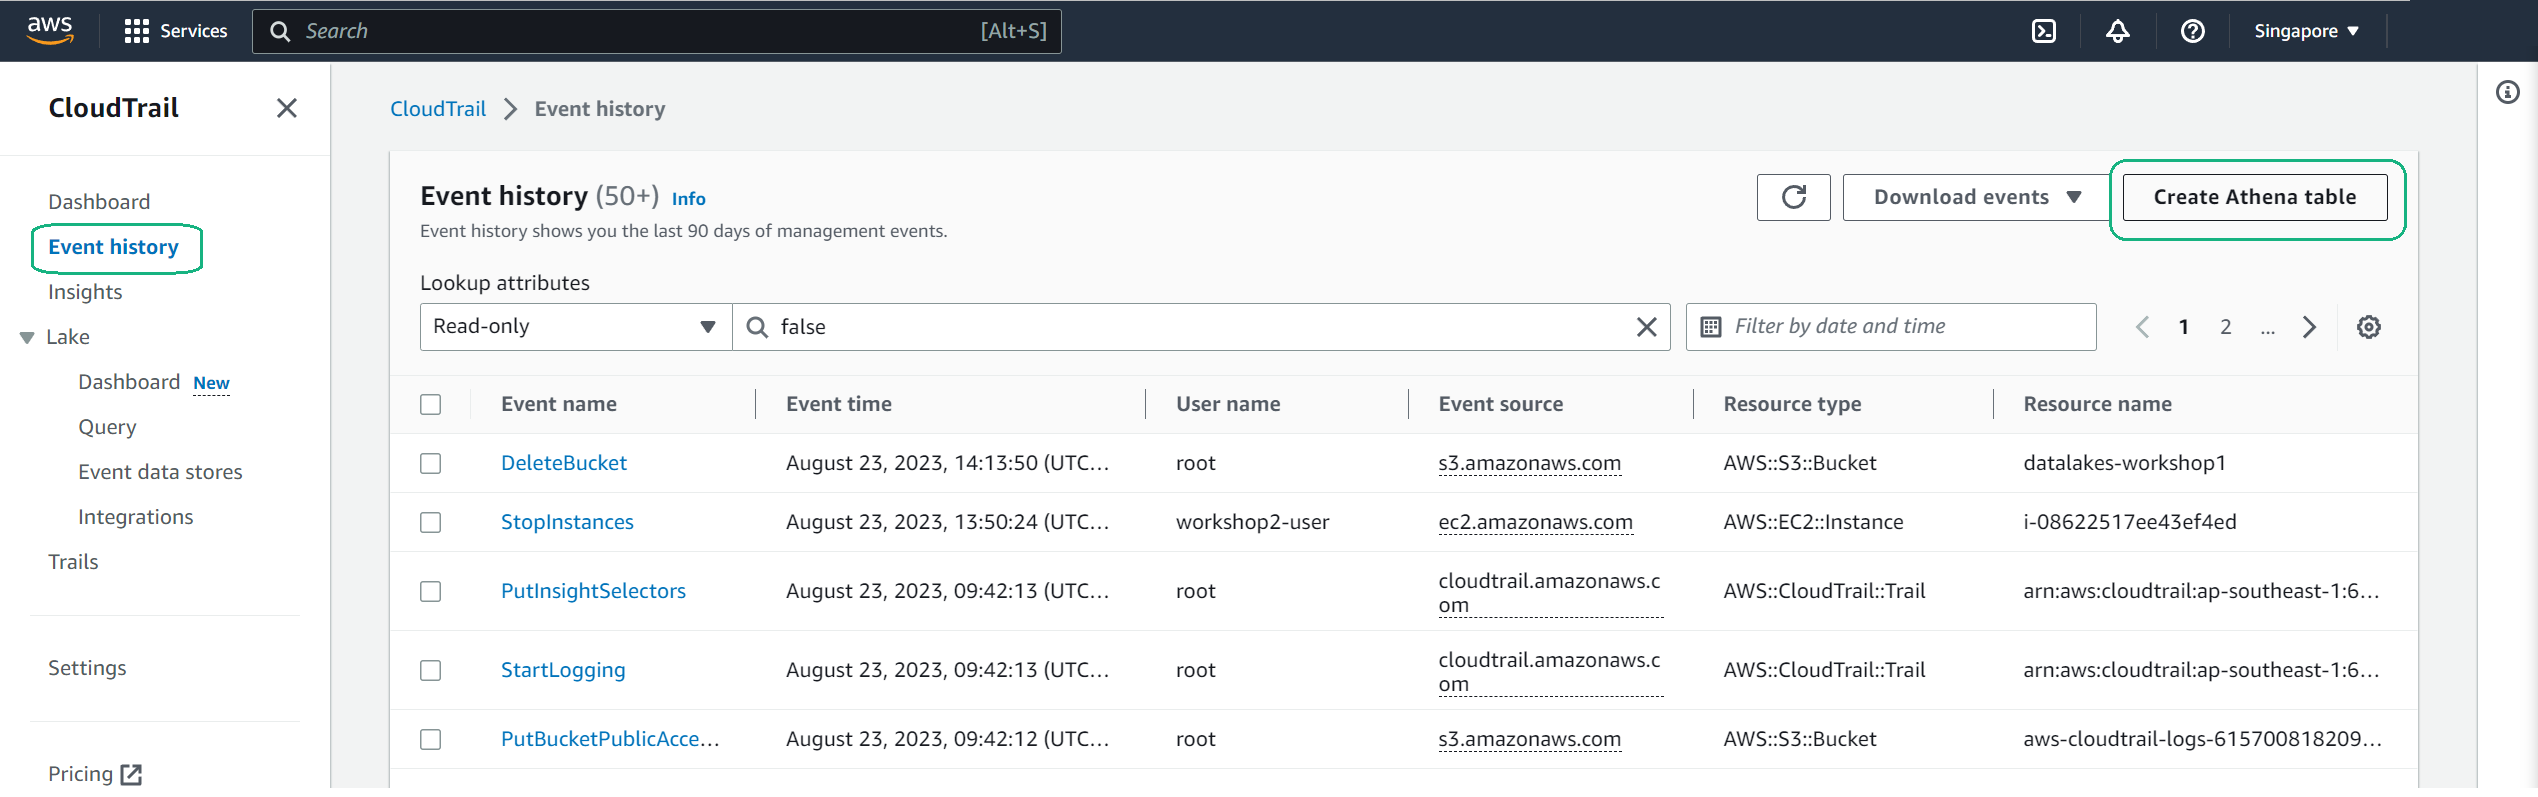 aws
Services
Search
[Alt+S]
Singapore
CloudTrail
Dashboard
Event history
Insights
Lake
Dashboard New
Query
Event data stores
Integrations
Trails
Settings
Pricing
CloudTrail Event history
Event history (50+) Info
Event history shows you the last 90 days of management events.
Download events
Create Athena table
Lookup attributes
Read-only
false
Filter by date and time
1 2 ...
Event name Event time User name Event source Resource type Resource name
DeleteBucket August 23, 2023, 14:13:50 (UTC... root s3.amazonaws.com AWS::S3::Bucket datalakes-workshop1
StopInstances August 23, 2023, 13:50:24 (UTC... workshop2-user ec2.amazonaws.com AWS::EC2::Instance i-08622517ee43ef4ed
PutInsightSelectors August 23, 2023, 09:42:13 (UTC... root cloudtrail.amazonaws.c AWS::CloudTrail::Trail arn:aws:cloudtrail:ap-southeast-1:6...
om
StartLogging August 23, 2023, 09:42:13 (UTC... root cloudtrail.amazonaws.c AWS::CloudTrail::Trail arn:aws:cloudtrail:ap-southeast-1:6...
om
PutBucketPublicAcce... August 23, 2023, 09:42:12 (UTC... root s3.amazonaws.com AWS::S3::Bucket aws-cloudtrail-logs-615700818209...